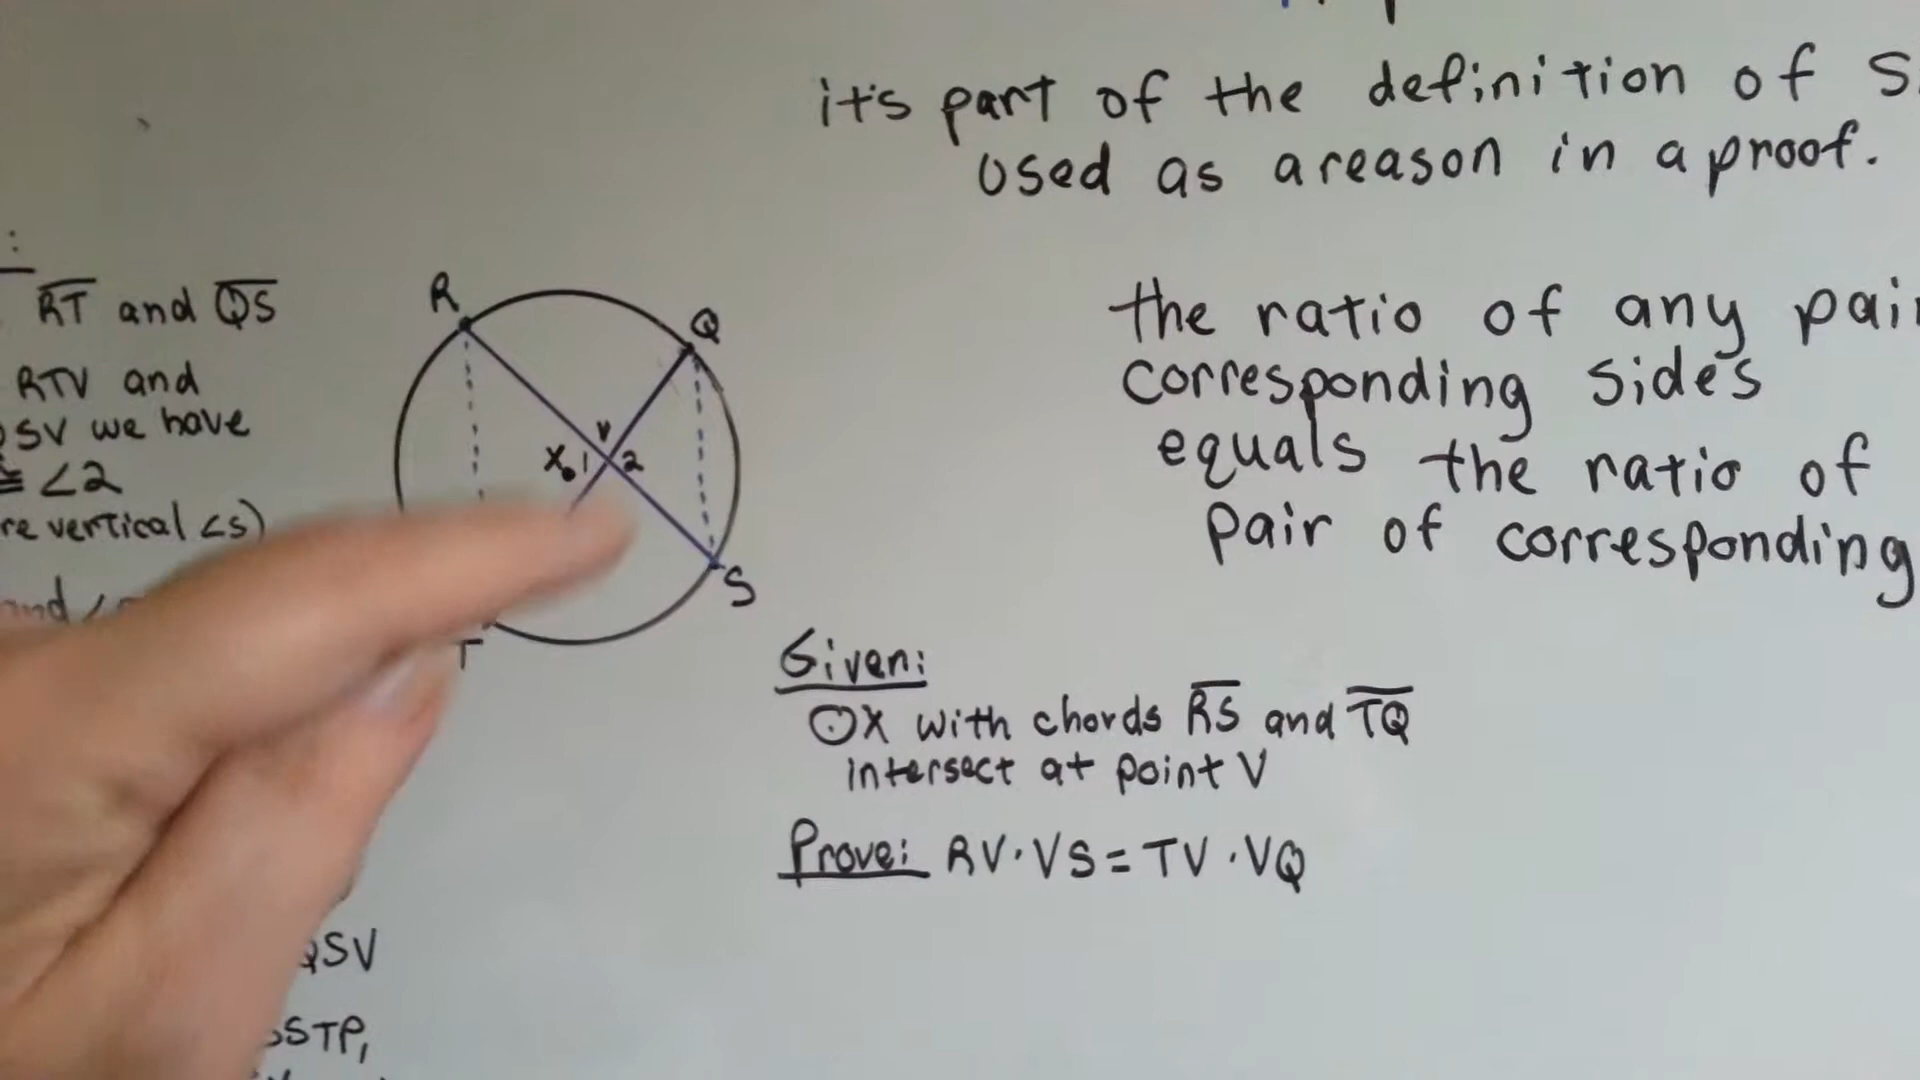 it's part of the definition of
used as a reason in a proof.
:
RT and QS
RTV and
SV we have
≅ ∠2
re vertical ∠s)
and
QSV
SSTP,
R
Q
V
X 1 2
S
T
the ratio of any pair
corresponding sides
equals the ratio of
pair of corresponding
Given:
⊙X with chords RS and TQ
intersect at point V
Prove: RV·VS = TV·VQ